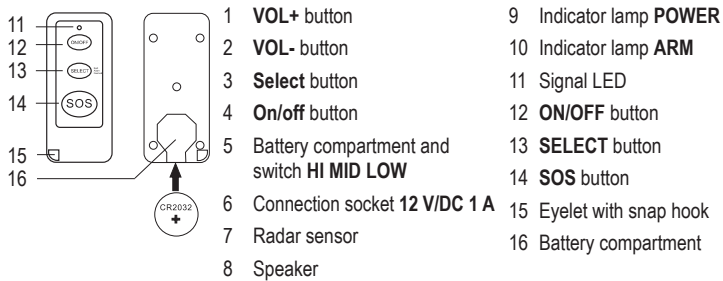 11
12
13
14
15
16
ON/OFF
SELECT
SOS
CR2032
+
1 VOL+ button
2 VOL- button
3 Select button
4 On/off button
5 Battery compartment and
switch HI MID LOW
6 Connection socket 12 V/DC 1 A
7 Radar sensor
8 Speaker
9 Indicator lamp POWER
10 Indicator lamp ARM
11 Signal LED
12 ON/OFF button
13 SELECT button
14 SOS button
15 Eyelet with snap hook
16 Battery compartment